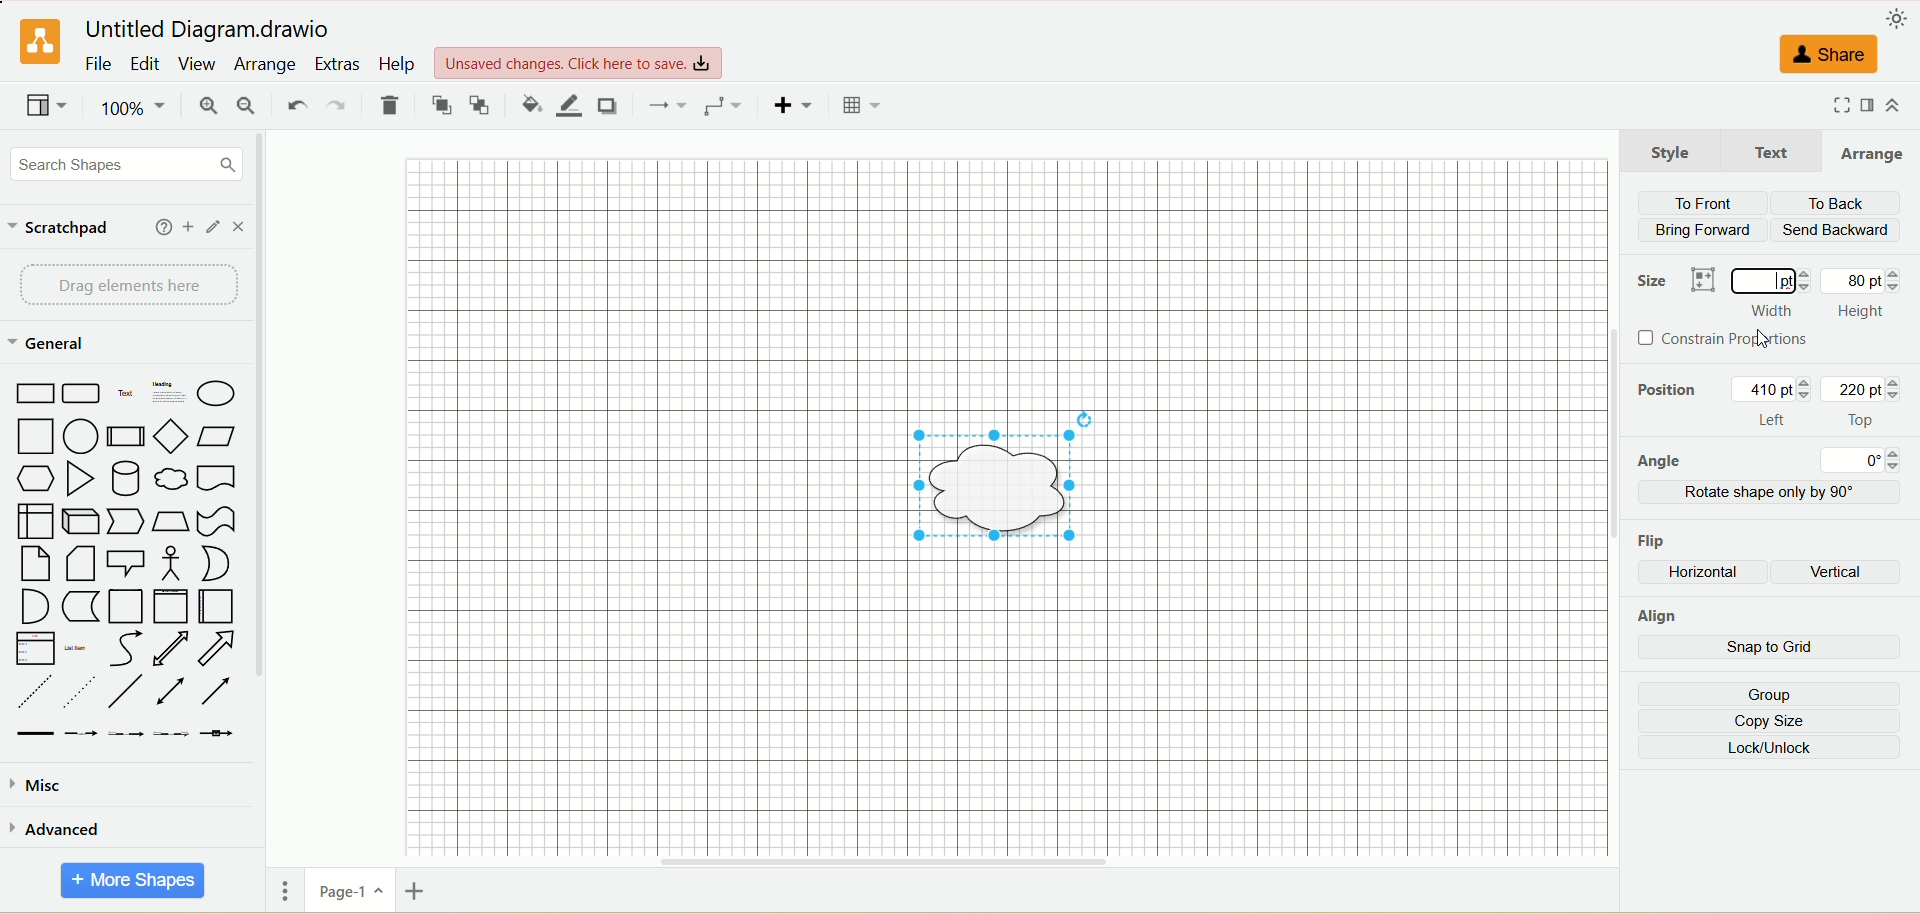 Untitled Diagram.drawio
File Edit View Arrange Extras Help Unsaved changes. Click here to save.
Share
100%
Search Shapes
Scratchpad
Drag elements here
General
Text
Heading
List Item
Misc
Advanced
+ More Shapes
Page-1
Style Text Arrange
To Front To Back
Bring Forward Send Backward
Size pt 80 pt
Width Height
Constrain Proportions
Position 410 pt 220 pt
Left Top
Angle 0°
Rotate shape only by 90°
Flip
Horizontal Vertical
Align
Snap to Grid
Group
Copy Size
Lock/Unlock